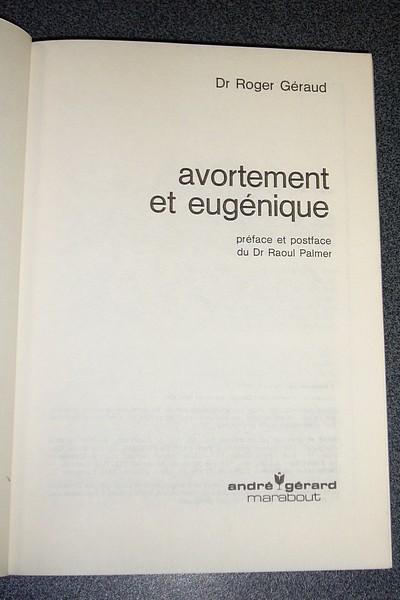 Dr Roger Géraud
avortement
et eugénique
préface et postface
du Dr Raoul Palmer
andré gérard
marabout